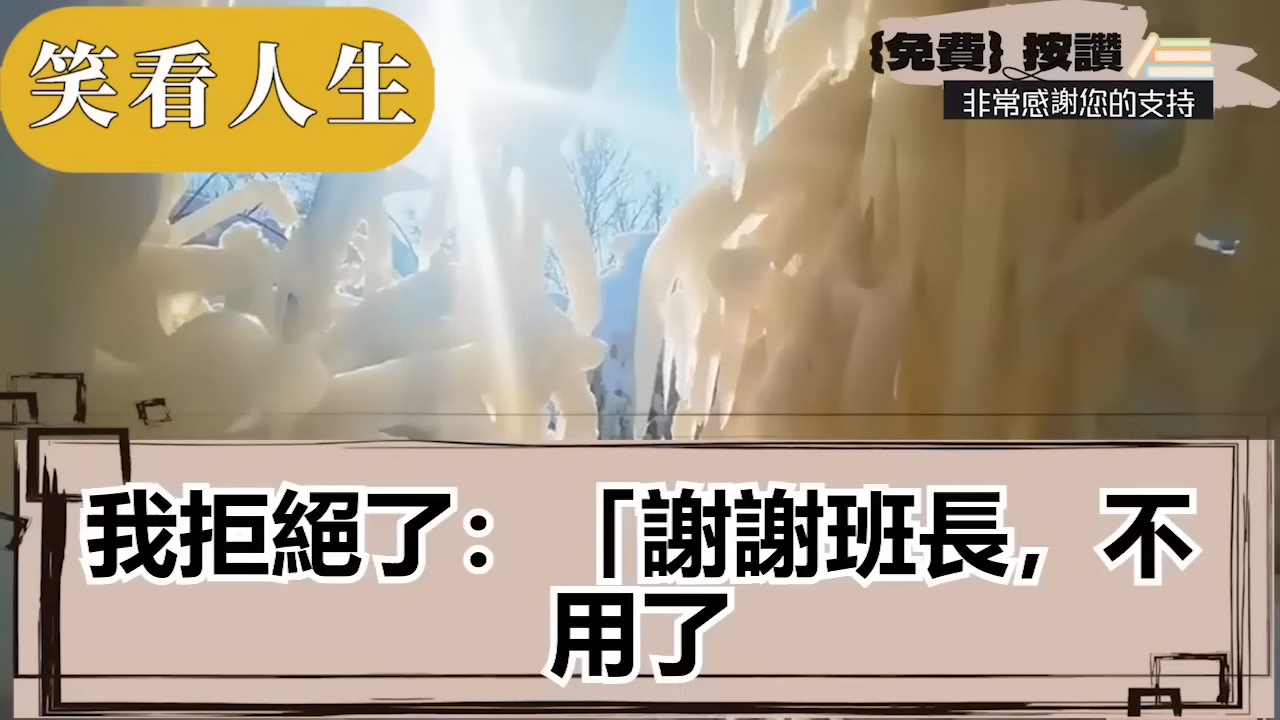 笑看人生
{免費} 按讚
非常感謝您的支持
我拒絕了：「謝謝班長，不
用了